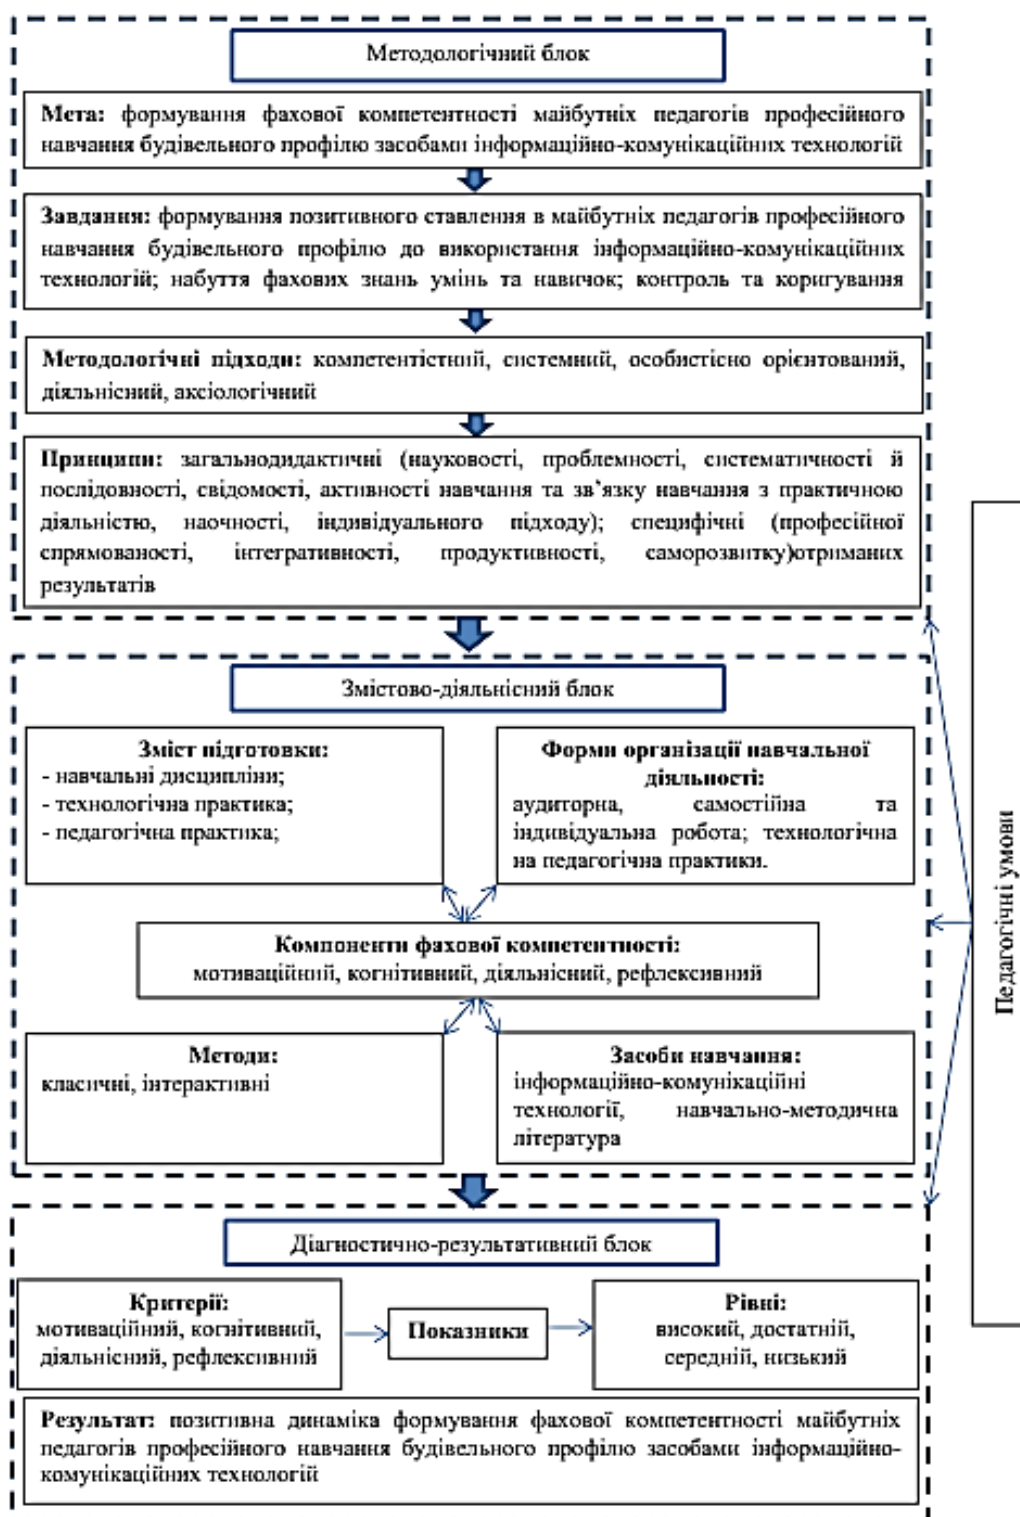 Методологічний блок
Мета: формування фахової компетентності майбутніх педагогів професійного
навчання будівельного профілю засобами інформаційно-комунікаційних технологій
Завдання: формування позитивного ставлення в майбутніх педагогів професійного
навчання будівельного профілю до використання інформаційно-комунікаційних
технологій; набуття фахових знань умінь та навичок; контроль та коригування
Методологічні підходи: компетентістний, системний, особистісно орієнтований,
діяльнісний, аксіологічний
Принципи: загальнодидактичні (науковості, проблемності, систематичності й
послідовності, свідомості, активності навчання та зв’язку навчання з практичною
діяльністю, наочності, індивідуального підходу); специфічні (професійної
спрямованості, інтегративності, продуктивності, саморозвитку)отриманих
результатів
Змістово-діяльнісний блок
Зміст підготовки:
- навчальні дисципліни;
- технологічна практика;
- педагогічна практика;
Форми організації навчальної
діяльності:
аудиторна, самостійна та
індивідуальна робота; технологічна
на педагогічна практики.
Компоненти фахової компетентності:
мотиваційний, когнітивний, діяльнісний, рефлексивний
Методи:
класичні, інтерактивні
Засоби навчання:
інформаційно-комунікаційні
технології, навчально-методична
література
Педагогічні умови
Діагностично-результативний блок
Критерії:
мотиваційний, когнітивний,
діяльнісний, рефлексивний
Показники
Рівні:
високий, достатній,
середній, низький
Результат: позитивна динаміка формування фахової компетентності майбутніх
педагогів професійного навчання будівельного профілю засобами інформаційно-
комунікаційних технологій